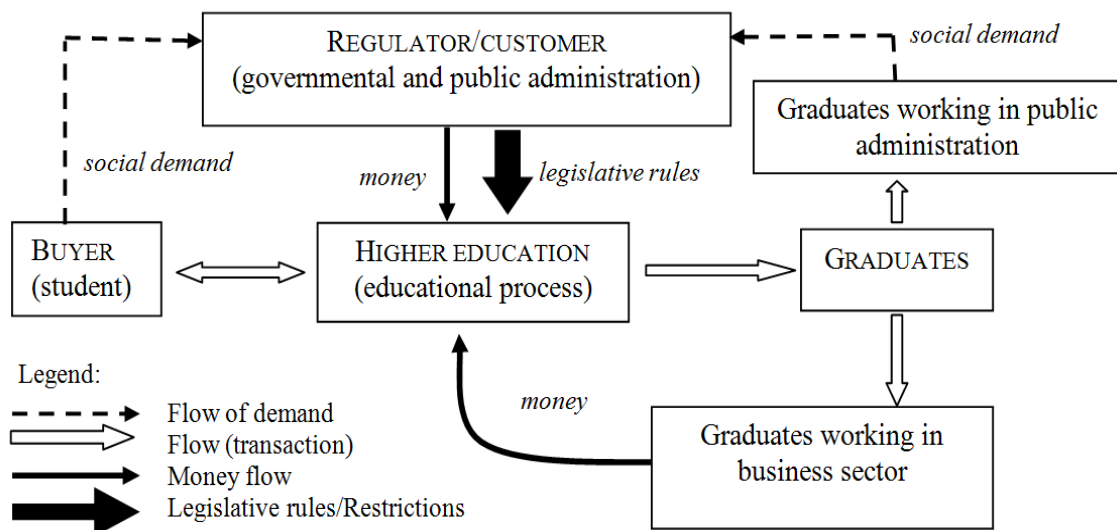 REGULATOR/CUSTOMER
(governmental and public administration)
social demand
Graduates working in public
administration
social demand
money
legislative rules
BUYER
(student)
HIGHER EDUCATION
(educational process)
GRADUATES
Legend:
Flow of demand
Flow (transaction)
Money flow
Legislative rules/Restrictions
money
Graduates working in
business sector